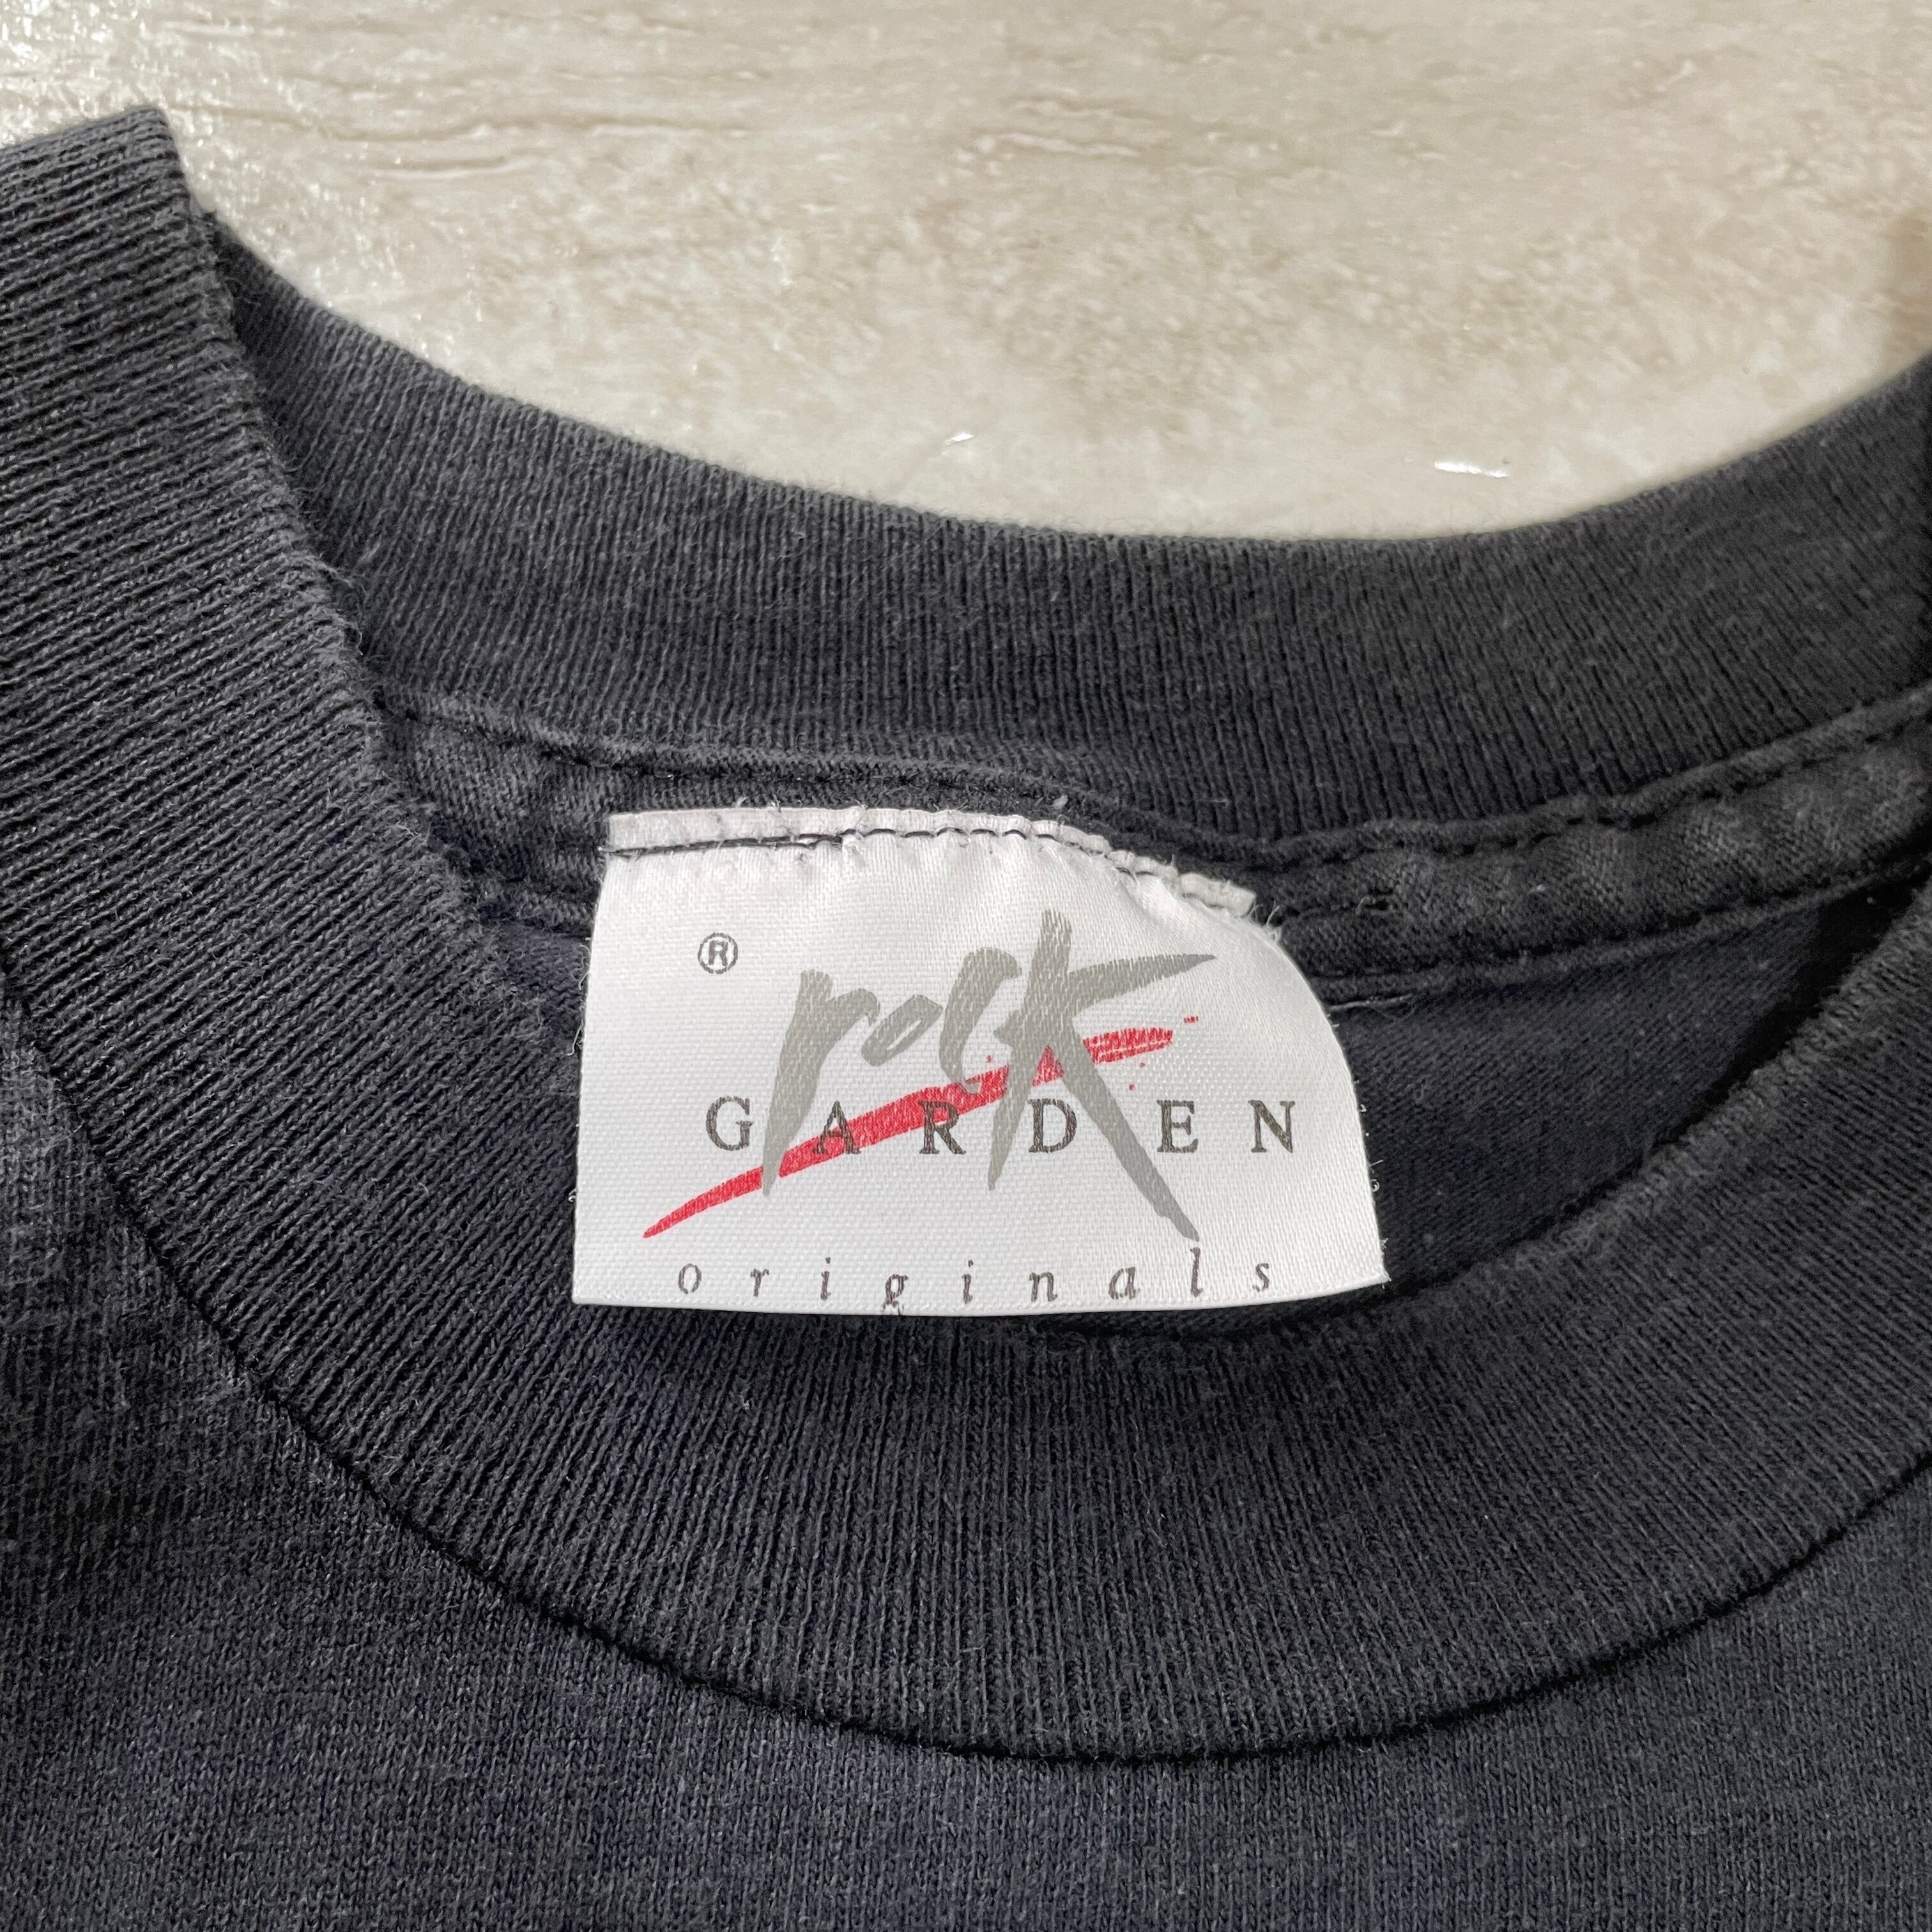 ® rock
GARDEN
originals